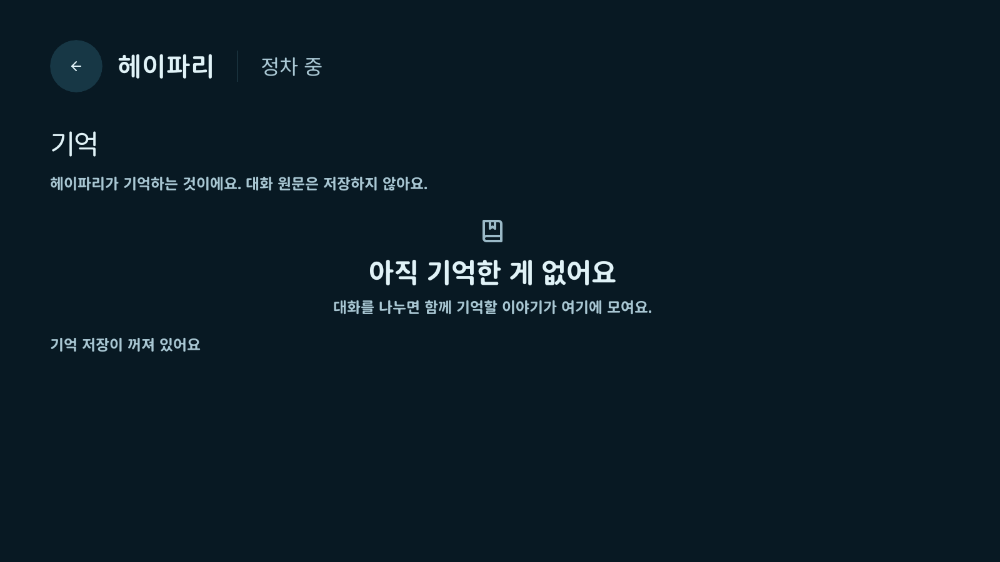 헤이파리
정차 중
기억
헤이파리가 기억하는 것이에요. 대화 원문은 저장하지 않아요.
아직 기억한 게 없어요
대화를 나누면 함께 기억할 이야기가 여기에 모여요.
기억 저장이 꺼져 있어요